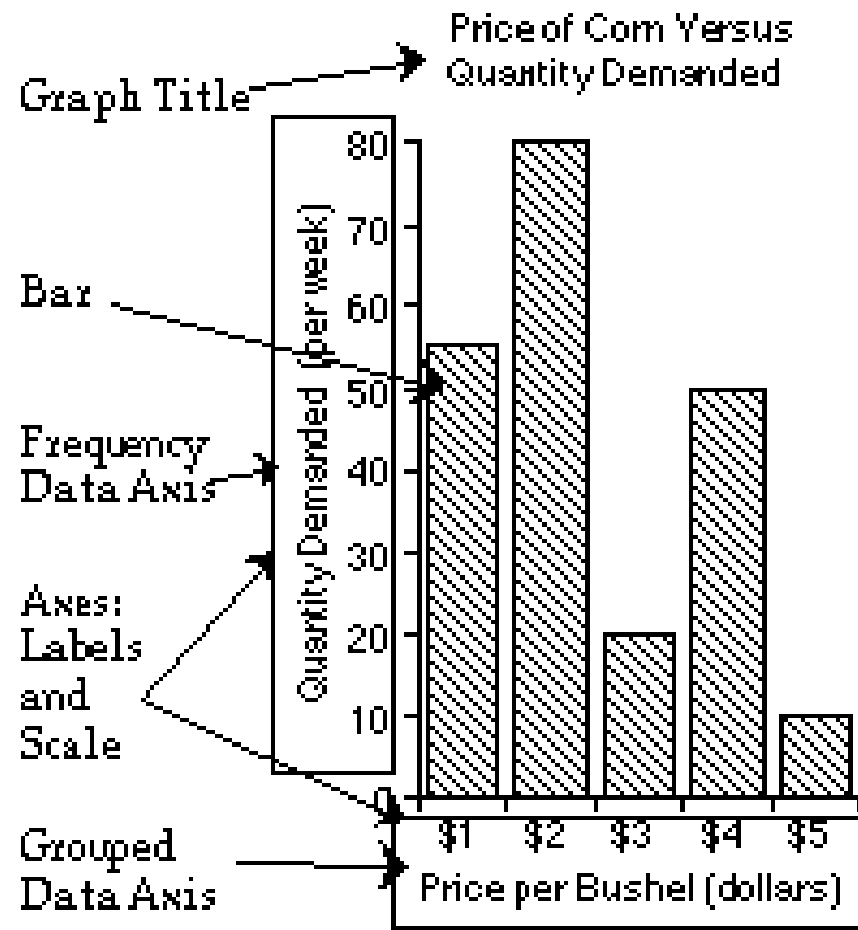 Price of Corn Versus
Quantity Demanded
Graph Title
80
70
60
50
40
30
20
10
0
Quantity Demanded (per week)
Bar
Frequency
Data Axis
Axes:
Labels
and
Scale
$1 $2 $3 $4 $5
Grouped
Data Axis
Price per Bushel (dollars)